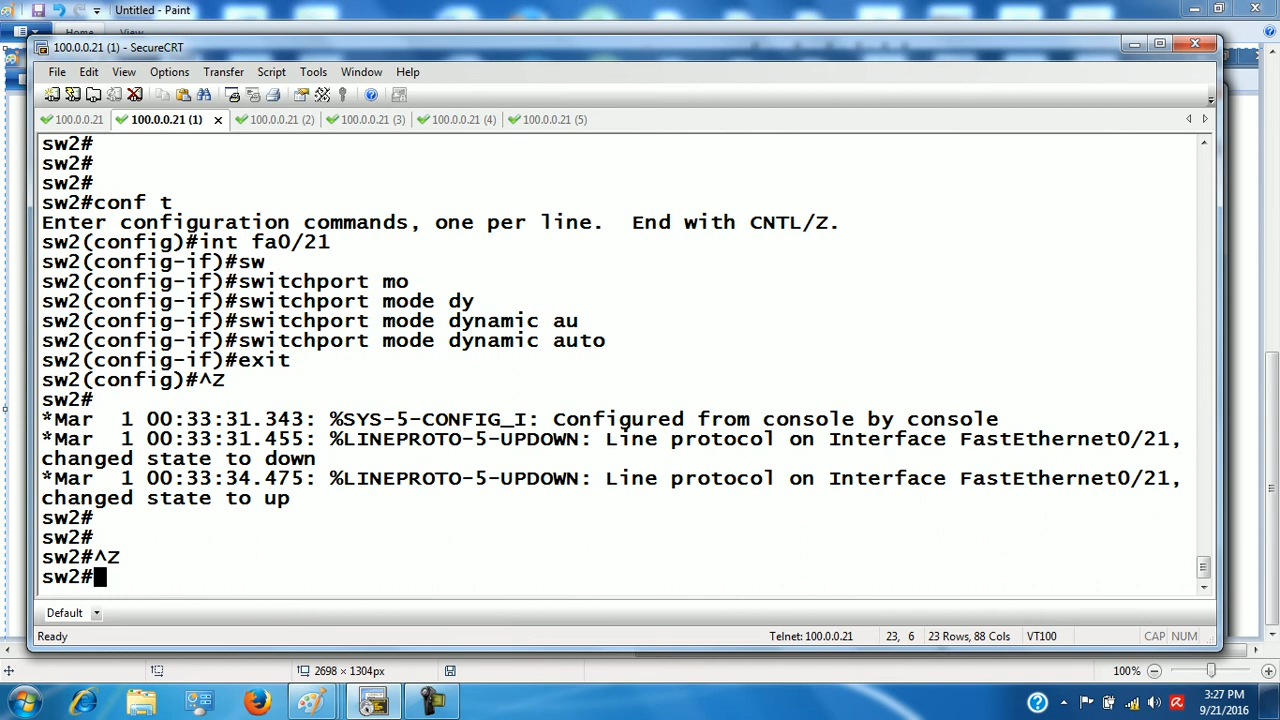 Untitled - Paint
Home View
100.0.0.21 (1) - SecureCRT
File Edit View Options Transfer Script Tools Window Help
100.0.0.21 100.0.0.21 (1) 100.0.0.21 (2) 100.0.0.21 (3) 100.0.0.21 (4) 100.0.0.21 (5)
sw2#
sw2#
sw2#
sw2#conf t
Enter configuration commands, one per line.  End with CNTL/Z.
sw2(config)#int fa0/21
sw2(config-if)#sw
sw2(config-if)#switchport mo
sw2(config-if)#switchport mode dy
sw2(config-if)#switchport mode dynamic au
sw2(config-if)#switchport mode dynamic auto
sw2(config-if)#exit
sw2(config)#^Z
sw2#
*Mar  1 00:33:31.343: %SYS-5-CONFIG_I: Configured from console by console
*Mar  1 00:33:31.455: %LINEPROTO-5-UPDOWN: Line protocol on Interface FastEthernet0/21,
changed state to down
*Mar  1 00:33:34.475: %LINEPROTO-5-UPDOWN: Line protocol on Interface FastEthernet0/21,
changed state to up
sw2#
sw2#
sw2#^Z
sw2#
Default
Ready Telnet: 100.0.0.21 23, 6 23 Rows, 88 Cols VT100 CAP NUM
2698 × 1304px 100%
3:27 PM
9/21/2016